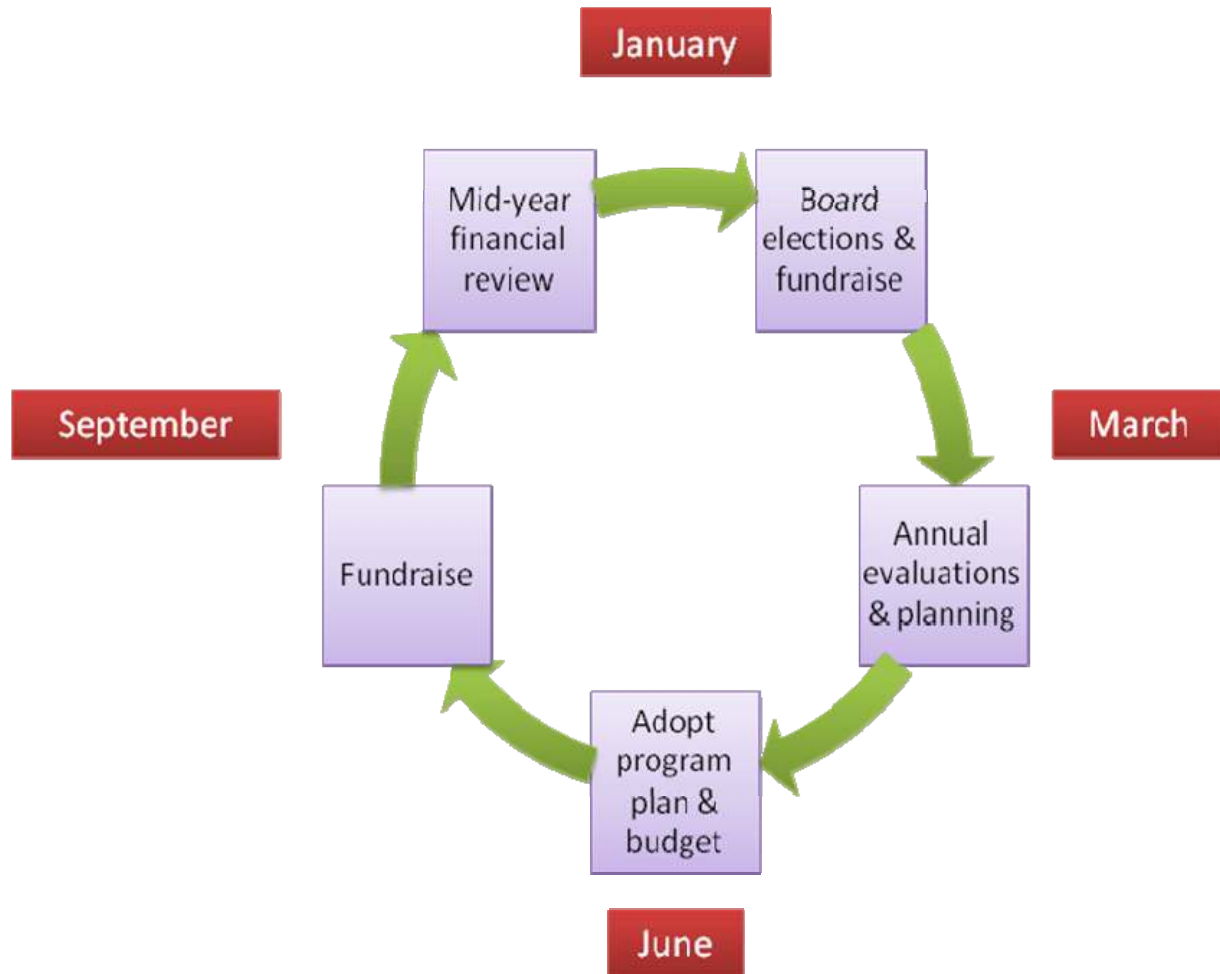 January
Mid-year
financial
review
Board
elections &
fundraise
September
March
Fundraise
Annual
evaluations
& planning
Adopt
program
plan &
budget
June